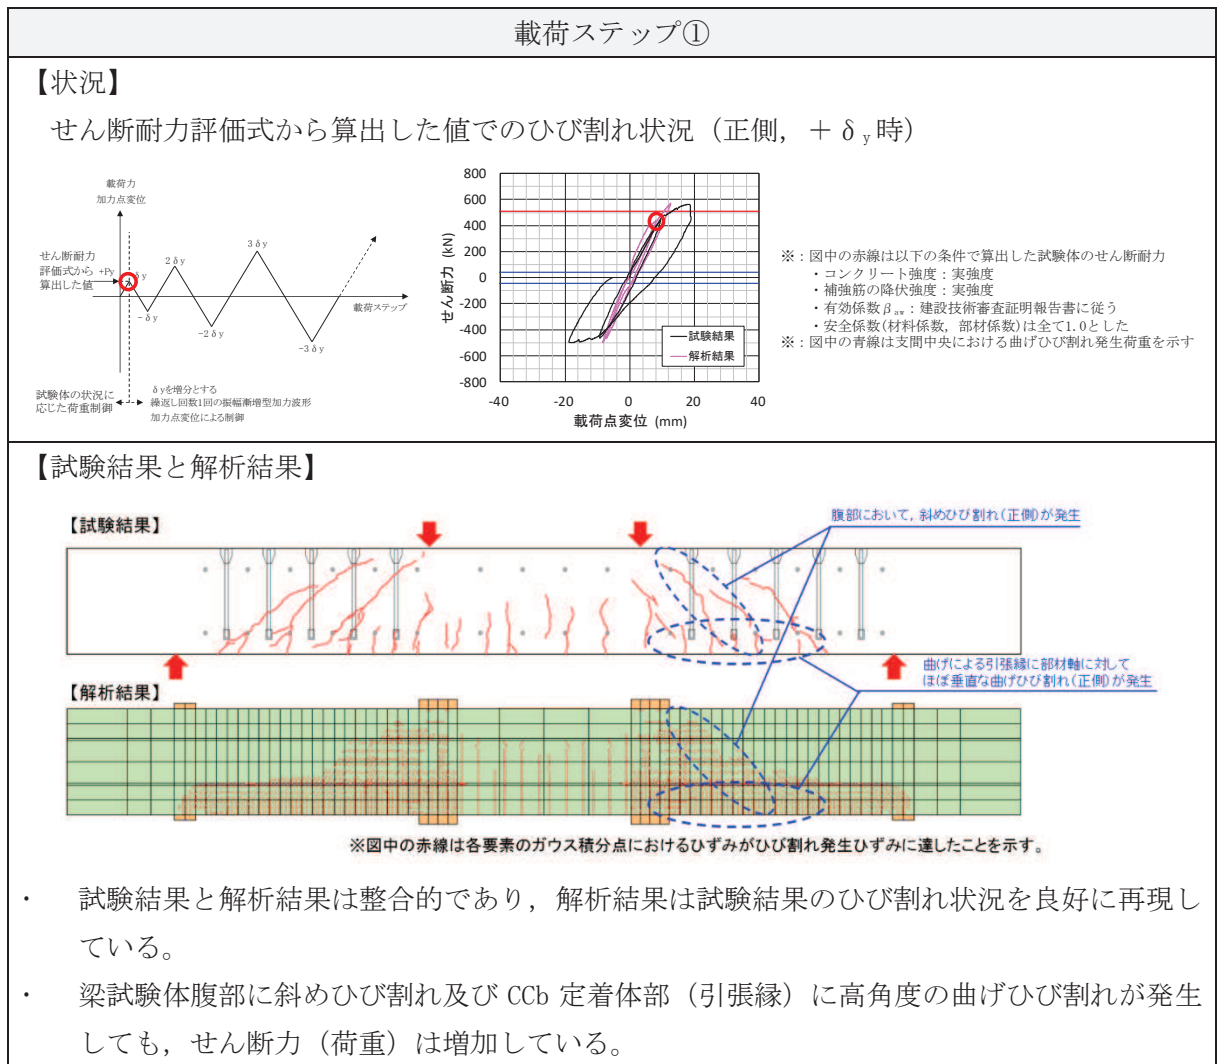 載荷ステップ①
【状況】
せん断耐力評価式から算出した値でのひび割れ状況（正側，＋δy時）
載荷力
加力点変位
せん断耐力
評価式から
算出した値
+Py
δy
2δy
3δy
-δy
-2δy
-3δy
載荷ステップ
試験体の状況に
応じた荷重制御
δyを増分とする
繰返し回数1回の振幅漸増型加力波形
加力点変位による制御
せん断力 (kN)
800
600
400
200
0
-200
-400
-600
-800
-40
-20
0
20
40
載荷点変位 (mm)
試験結果
解析結果
※：図中の赤線は以下の条件で算出した試験体のせん断耐力
・コンクリート強度：実強度
・補強筋の降伏強度：実強度
・有効係数βaw：建設技術審査証明報告書に従う
・安全係数(材料係数，部材係数)は全て1.0とした
※：図中の青線は支間中央における曲げひび割れ発生荷重を示す
【試験結果と解析結果】
【試験結果】
腹部において，斜めひび割れ(正側)が発生
曲げによる引張縁に部材軸に対して
ほぼ垂直な曲げひび割れ(正側)が発生
【解析結果】
※図中の赤線は各要素のガウス積分点におけるひずみがひび割れ発生ひずみに達したことを示す。
・ 試験結果と解析結果は整合的であり，解析結果は試験結果のひび割れ状況を良好に再現し
ている。
・ 梁試験体腹部に斜めひび割れ及び CCb 定着体部（引張縁）に高角度の曲げひび割れが発生
しても，せん断力（荷重）は増加している。